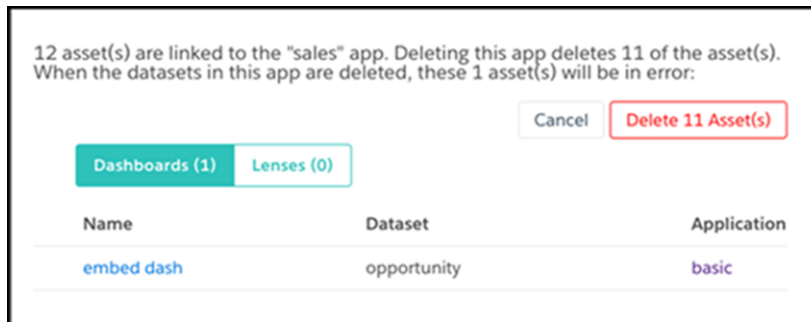 12 asset(s) are linked to the "sales" app. Deleting this app deletes 11 of the asset(s).
When the datasets in this app are deleted, these 1 asset(s) will be in error:
Cancel Delete 11 Asset(s)
Dashboards (1) Lenses (0)
Name Dataset Application
embed dash opportunity basic